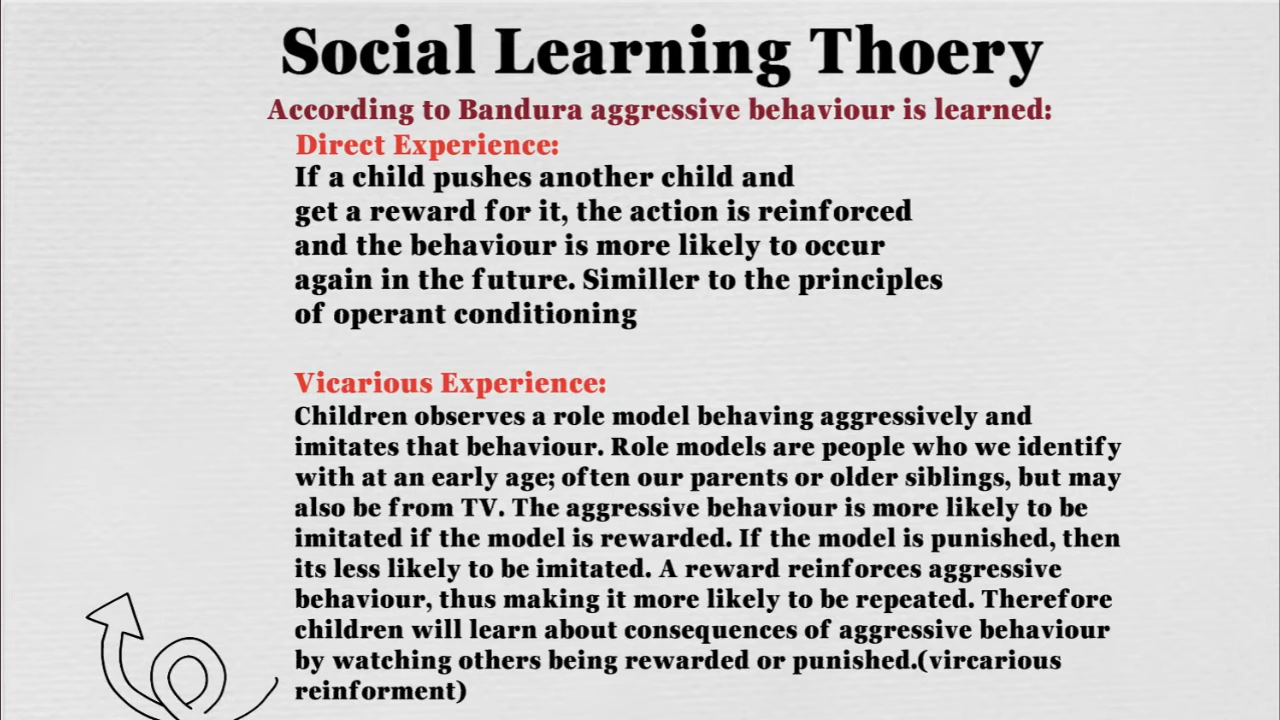 Social Learning Thoery
According to Bandura aggressive behaviour is learned:
Direct Experience:
If a child pushes another child and
get a reward for it, the action is reinforced
and the behaviour is more likely to occur
again in the future. Similler to the principles
of operant conditioning
Vicarious Experience:
Children observes a role model behaving aggressively and
imitates that behaviour. Role models are people who we identify
with at an early age; often our parents or older siblings, but may
also be from TV. The aggressive behaviour is more likely to be
imitated if the model is rewarded. If the model is punished, then
its less likely to be imitated. A reward reinforces aggressive
behaviour, thus making it more likely to be repeated. Therefore
children will learn about consequences of aggressive behaviour
by watching others being rewarded or punished.(vircarious
reinforment)